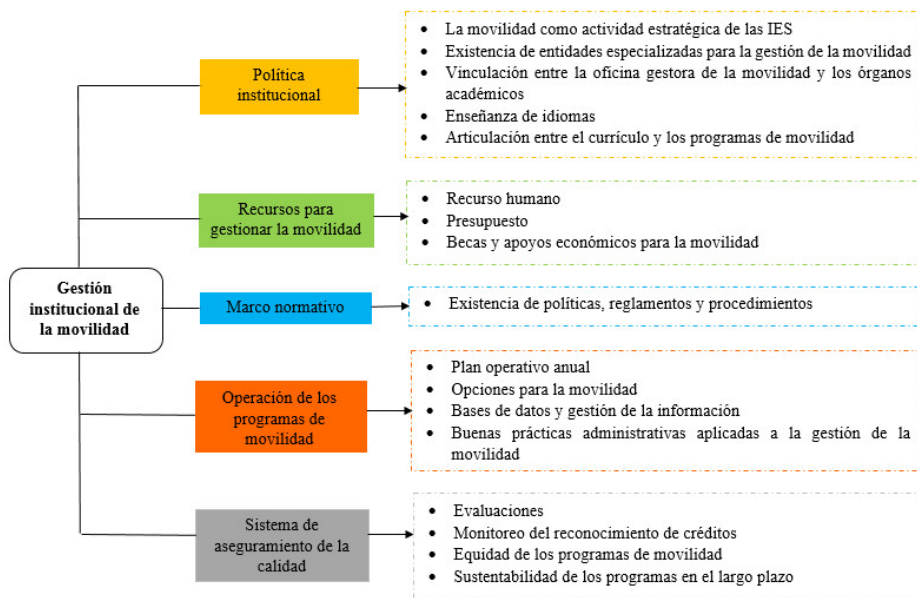 Gestión
institucional de
la movilidad
Política
institucional
• La movilidad como actividad estratégica de las IES
• Existencia de entidades especializadas para la gestión de la movilidad
• Vinculación entre la oficina gestora de la movilidad y los órganos
académicos
• Enseñanza de idiomas
• Articulación entre el currículo y los programas de movilidad
Recursos para
gestionar la movilidad
• Recurso humano
• Presupuesto
• Becas y apoyos económicos para la movilidad
Marco normativo
• Existencia de políticas, reglamentos y procedimientos
Operación de los
programas de
movilidad
• Plan operativo anual
• Opciones para la movilidad
• Bases de datos y gestión de la información
• Buenas prácticas administrativas aplicadas a la gestión de la
movilidad
Sistema de
aseguramiento de la
calidad
• Evaluaciones
• Monitoreo del reconocimiento de créditos
• Equidad de los programas de movilidad
• Sustentabilidad de los programas en el largo plazo